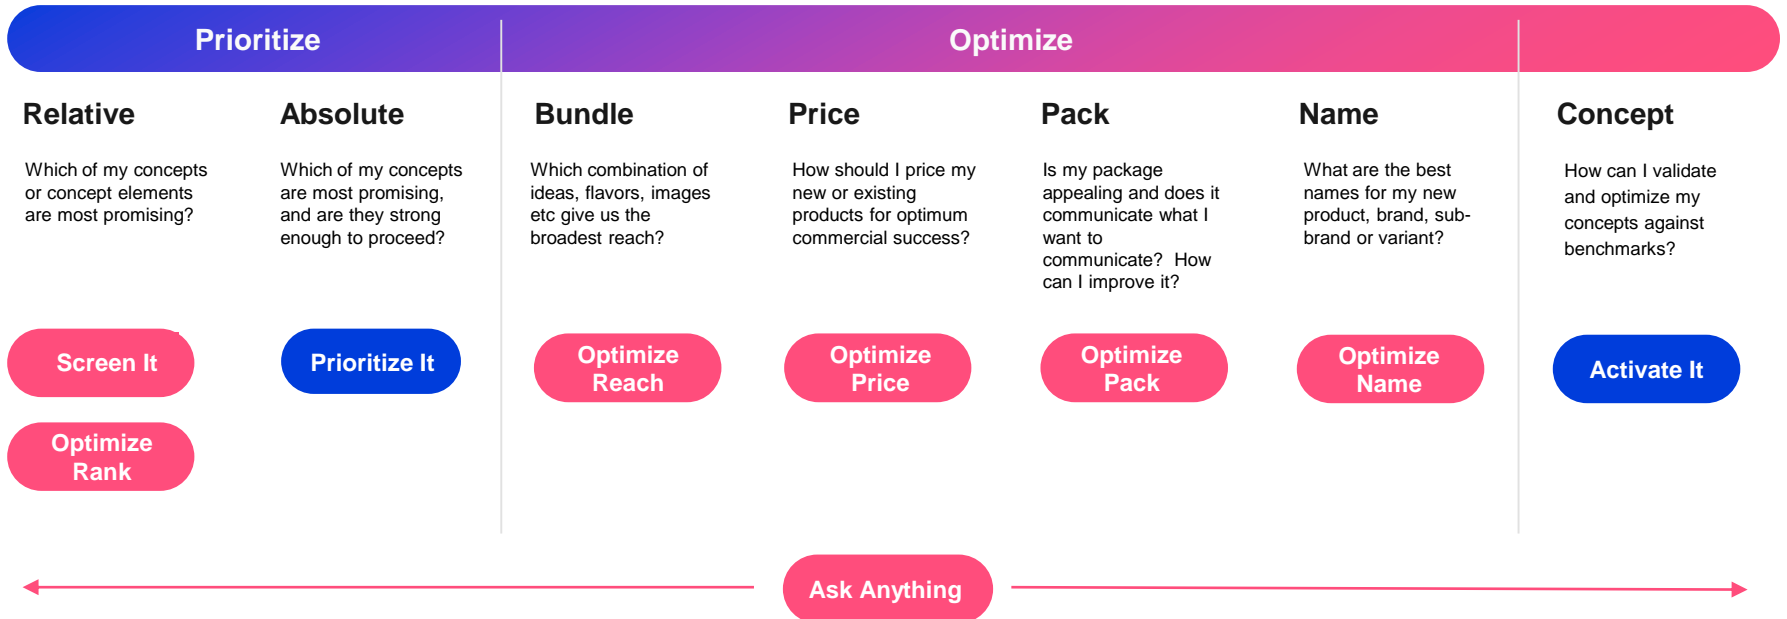 Prioritize
Optimize
Relative
Which of my concepts
or concept elements
are most promising?
Screen It
Optimize
Rank
Absolute
Which of my concepts
are most promising,
and are they strong
enough to proceed?
Prioritize It
Bundle
Which combination of
ideas, flavors, images
etc give us the
broadest reach?
Optimize
Reach
Price
How should I price my
new or existing
products for optimum
commercial success?
Optimize
Price
Pack
Is my package
appealing and does it
communicate what I
want to
communicate?  How
can I improve it?
Optimize
Pack
Name
What are the best
names for my new
product, brand, sub-
brand or variant?
Optimize
Name
Concept
How can I validate
and optimize my
concepts against
benchmarks?
Activate It
Ask Anything